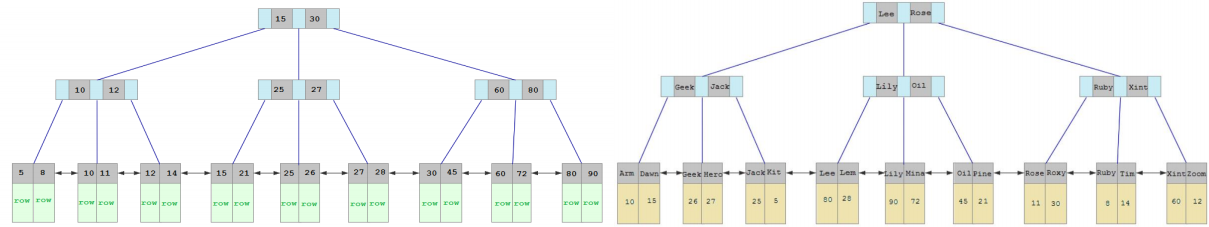 15 30
10 12
25 27
60 80
5 8
row row
10 11
row row
12 14
row row
15 21
row row
25 26
row row
27 28
row row
30 45
row row
60 72
row row
80 90
row row
Lee Rose
Geek Jack
Lily Oil
Ruby Xint
Arm Dawn
10 15
Geek Hero
26 27
Jack Kit
25 5
Lee Lem
80 28
Lily Mina
90 72
Oil Pine
45 21
Rose Roxy
11 30
Ruby Tim
8 14
Xint Zoom
60 12